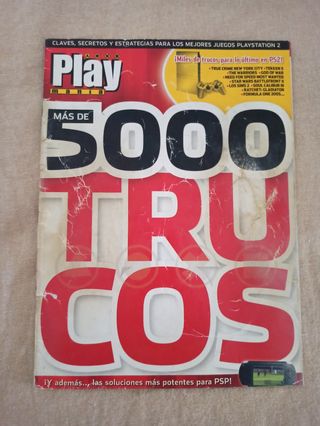 CLAVES, SECRETOS Y ESTRATEGIAS PARA LOS MEJORES JUEGOS PLAYSTATION 2
Play
MANÍA
¡Miles de trucos para lo último en PS2!
• TRUE CRIME NEW YORK CITY • TEKKEN 5
• THE WARRIORS • GOD OF WAR
• NEED FOR SPEED MOST WANTED
• STAR WARS BATTLEFRONT II
• LOS SIMS 2 • SOUL CALIBUR III
• RATCHET: GLADIATOR
• FORMULA ONE 2005...
MÁS DE
5000
TRU
COS
¡Y además..., las soluciones más potentes para PSP!